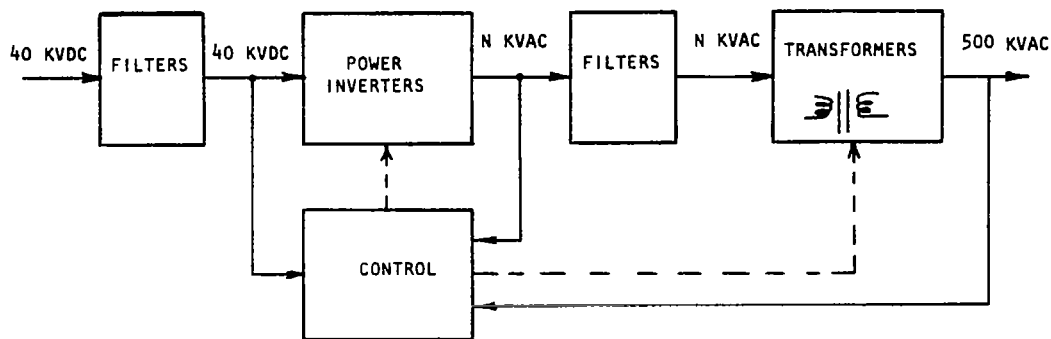 40 KVDC
FILTERS
40 KVDC
POWER
INVERTERS
N KVAC
FILTERS
N KVAC
TRANSFORMERS
500 KVAC
CONTROL